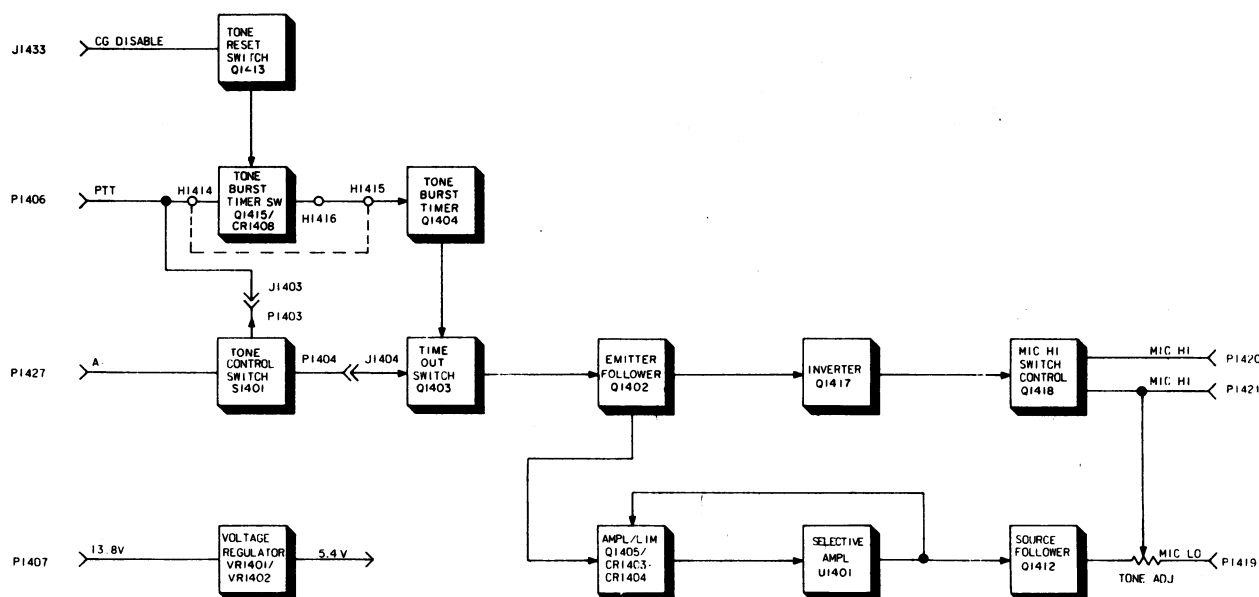 J1433
CG DISABLE
TONE
RESET
SWITCH
Q1413
P1406
PTT
H1414
TONE
BURST
TIMER SW
Q1415/
CR1408
H1416
H1415
TONE
BURST
TIMER
Q1404
J1403
P1403
P1427
A-
TONE
CONTROL
SWITCH
S1401
P1404
J1404
TIME
OUT
SWITCH
Q1403
EMITTER
FOLLOWER
Q1402
INVERTER
Q1417
MIC HI
SWITCH
CONTROL
Q1418
MIC HI
P1420
MIC HI
P1421
P1407
13.8V
VOLTAGE
REGULATOR
VR1401/
VR1402
5.4V
AMPL/LIM
Q1405/
CR1403-
CR1404
SELECTIVE
AMPL
U1401
SOURCE
FOLLOWER
Q1412
MIC LO
P1419
TONE ADJ